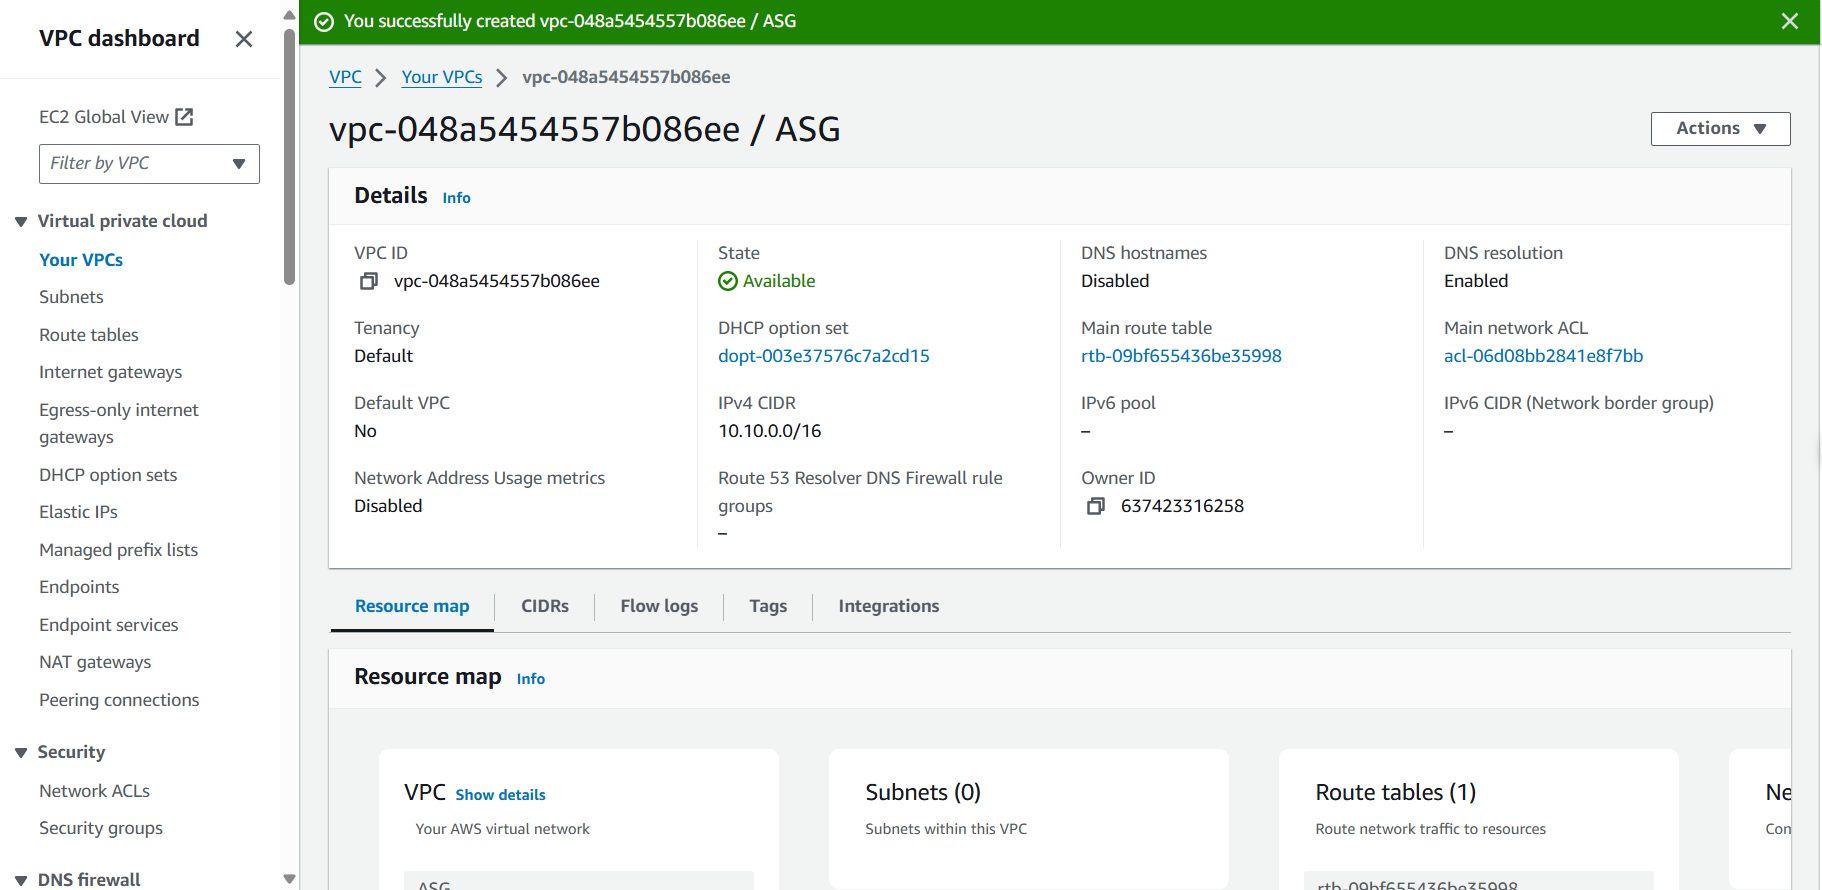 VPC dashboard
EC2 Global View
Filter by VPC
Virtual private cloud
Your VPCs
Subnets
Route tables
Internet gateways
Egress-only internet
gateways
DHCP option sets
Elastic IPs
Managed prefix lists
Endpoints
Endpoint services
NAT gateways
Peering connections
Security
Network ACLs
Security groups
DNS firewall
You successfully created vpc-048a5454557b086ee / ASG
VPC > Your VPCs > vpc-048a5454557b086ee
vpc-048a5454557b086ee / ASG
Actions
Details Info
VPC ID
vpc-048a5454557b086ee
State
Available
DNS hostnames
Disabled
DNS resolution
Enabled
Tenancy
Default
DHCP option set
dopt-003e37576c7a2cd15
Main route table
rtb-09bf655436be35998
Main network ACL
acl-06d08bb2841e8f7bb
Default VPC
No
IPv4 CIDR
10.10.0.0/16
IPv6 pool
–
IPv6 CIDR (Network border group)
–
Network Address Usage metrics
Disabled
Route 53 Resolver DNS Firewall rule
groups
–
Owner ID
637423316258
Resource map
CIDRs
Flow logs
Tags
Integrations
Resource map Info
VPC Show details
Your AWS virtual network
ASG
Subnets (0)
Subnets within this VPC
Route tables (1)
Route network traffic to resources
rtb-09bf655436be35998
Ne
Con